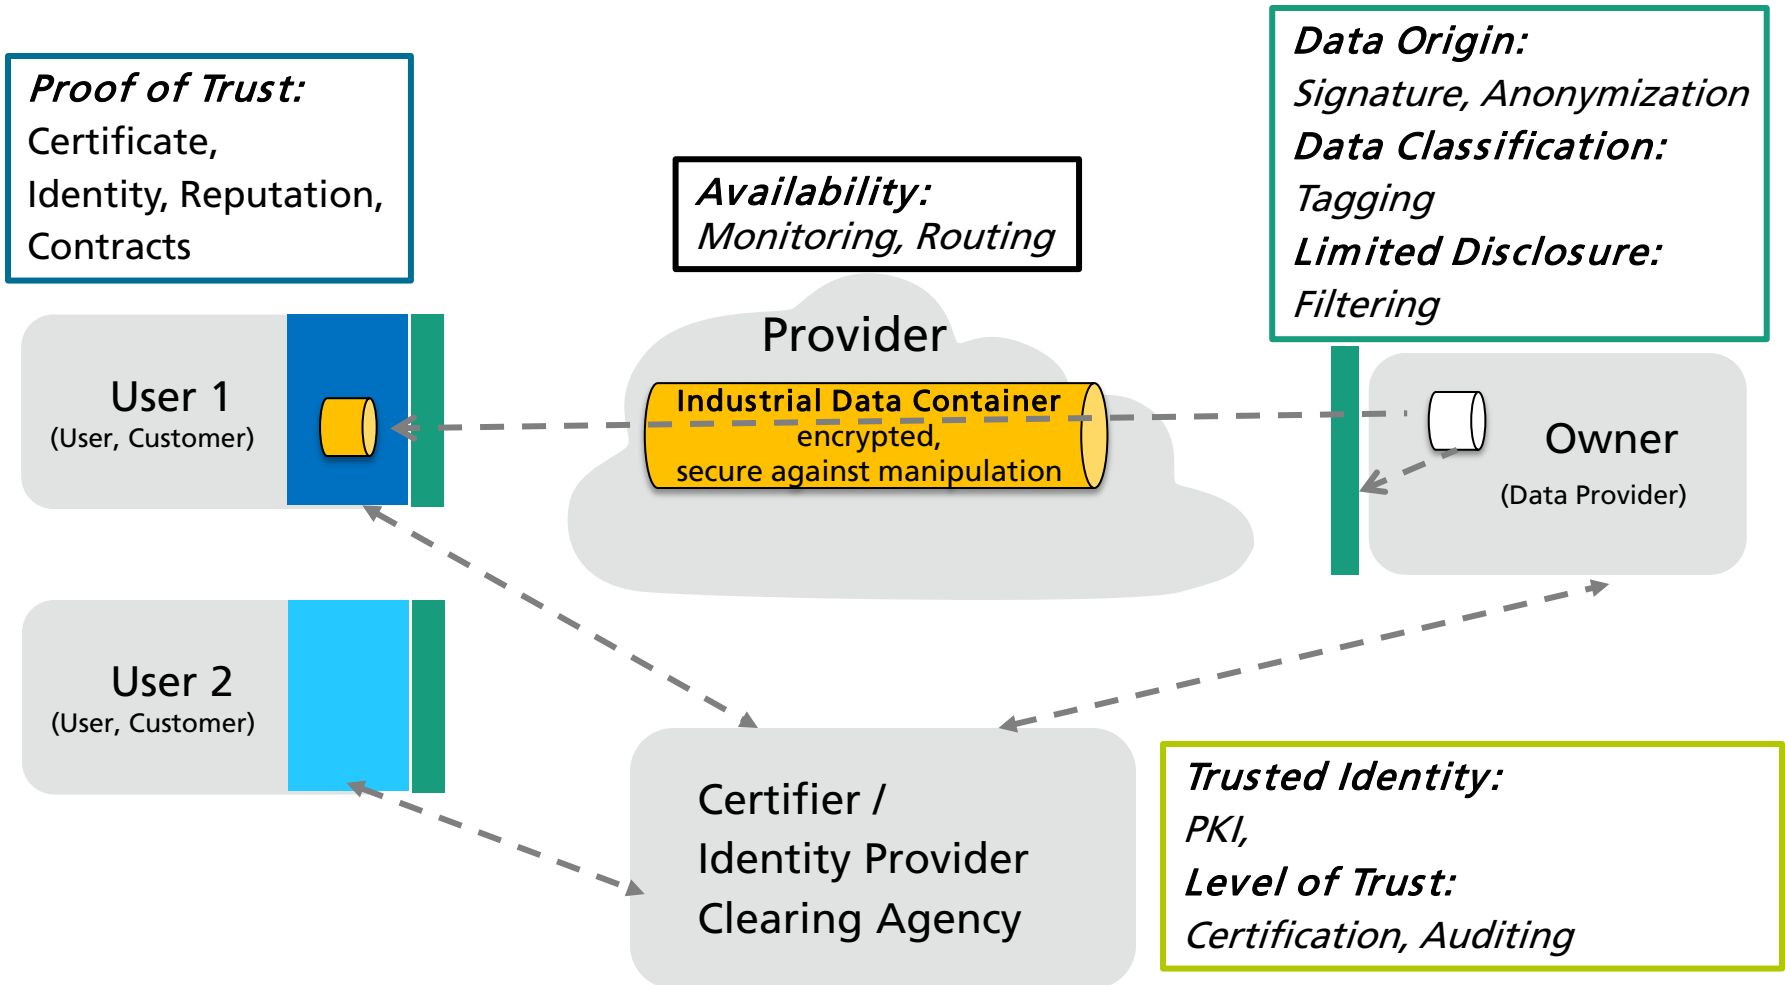 Proof of Trust:
Certificate,
Identity, Reputation,
Contracts
Availability:
Monitoring, Routing
Data Origin:
Signature, Anonymization
Data Classification:
Tagging
Limited Disclosure:
Filtering
User 1
(User, Customer)
Provider
Industrial Data Container
encrypted,
secure against manipulation
Owner
(Data Provider)
User 2
(User, Customer)
Certifier /
Identity Provider
Clearing Agency
Trusted Identity:
PKI,
Level of Trust:
Certification, Auditing